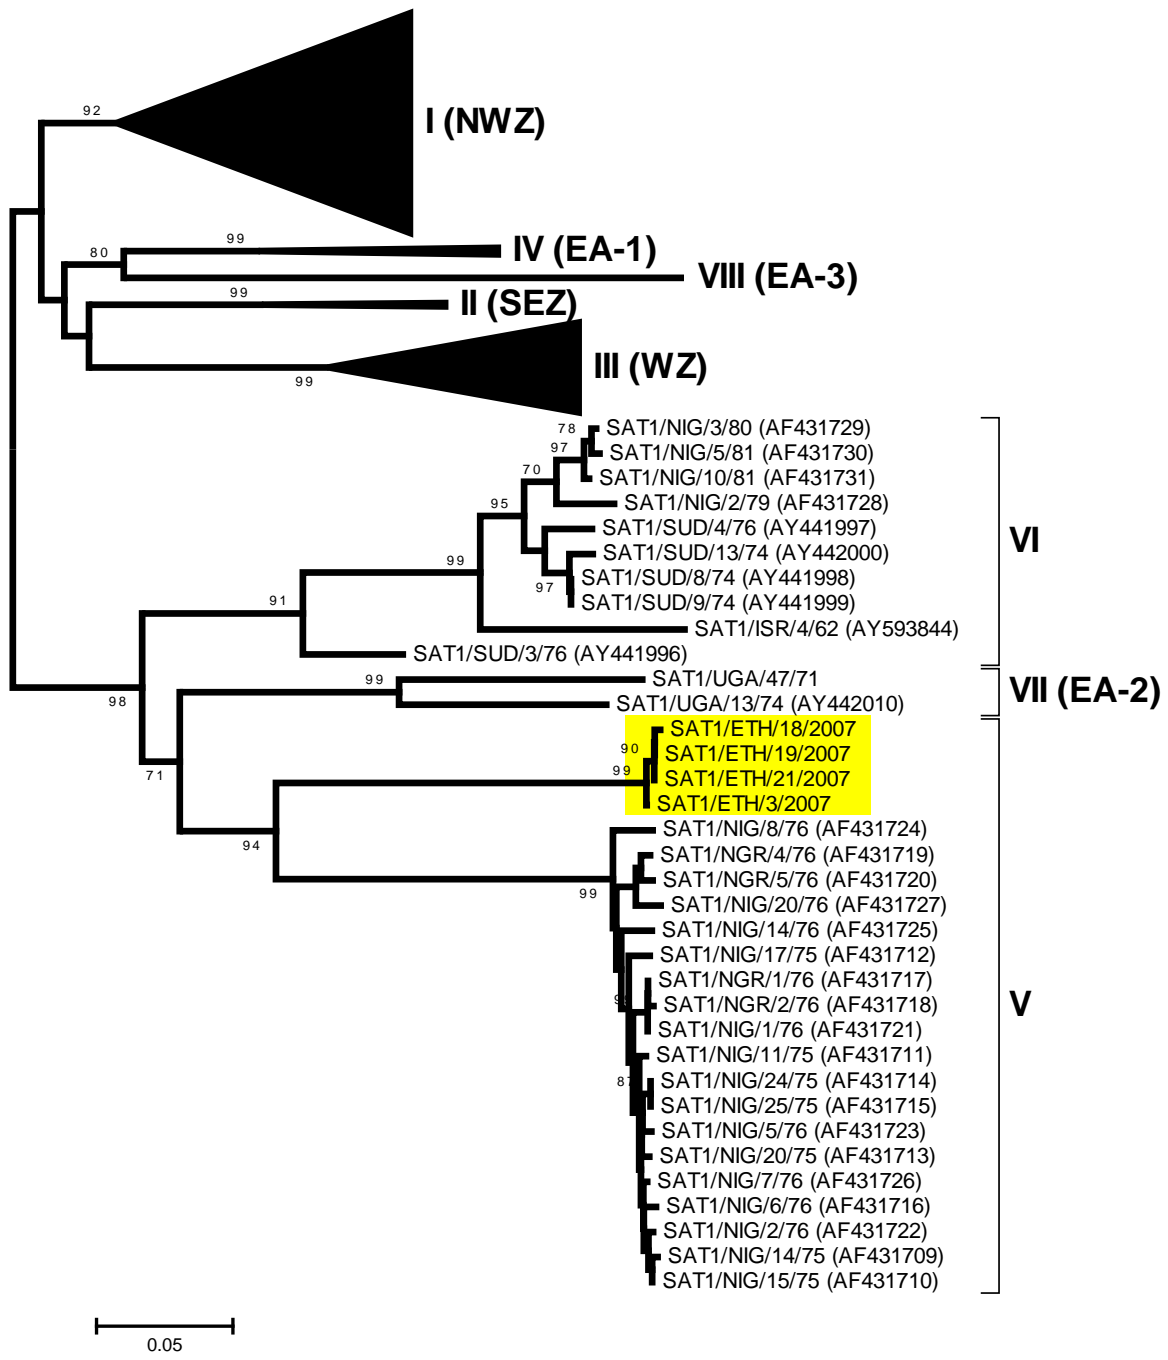 92
I (NWZ)
99
IV (EA-1)
80
VIII (EA-3)
99
II (SEZ)
III (WZ)
99
78
SAT1/NIG/3/80 (AF431729)
97
SAT1/NIG/5/81 (AF431730)
70
SAT1/NIG/10/81 (AF431731)
95
SAT1/NIG/2/79 (AF431728)
SAT1/SUD/4/76 (AY441997)
VI
99
SAT1/SUD/13/74 (AY442000)
97
SAT1/SUD/8/74 (AY441998)
91
SAT1/SUD/9/74 (AY441999)
SAT1/ISR/4/62 (AY593844)
SAT1/SUD/3/76 (AY441996)
99
SAT1/UGA/47/71
VII (EA-2)
98
SAT1/UGA/13/74 (AY442010)
SAT1/ETH/18/2007
90
SAT1/ETH/19/2007
71
99
SAT1/ETH/21/2007
SAT1/ETH/3/2007
94
SAT1/NIG/8/76 (AF431724)
SAT1/NGR/4/76 (AF431719)
SAT1/NGR/5/76 (AF431720)
99
SAT1/NIG/20/76 (AF431727)
SAT1/NIG/14/76 (AF431725)
SAT1/NIG/17/75 (AF431712)
SAT1/NGR/1/76 (AF431717)
SAT1/NGR/2/76 (AF431718)
V
SAT1/NIG/1/76 (AF431721)
SAT1/NIG/11/75 (AF431711)
87
SAT1/NIG/24/75 (AF431714)
SAT1/NIG/25/75 (AF431715)
SAT1/NIG/5/76 (AF431723)
SAT1/NIG/20/75 (AF431713)
SAT1/NIG/7/76 (AF431726)
SAT1/NIG/6/76 (AF431716)
SAT1/NIG/2/76 (AF431722)
SAT1/NIG/14/75 (AF431709)
SAT1/NIG/15/75 (AF431710)
0.05